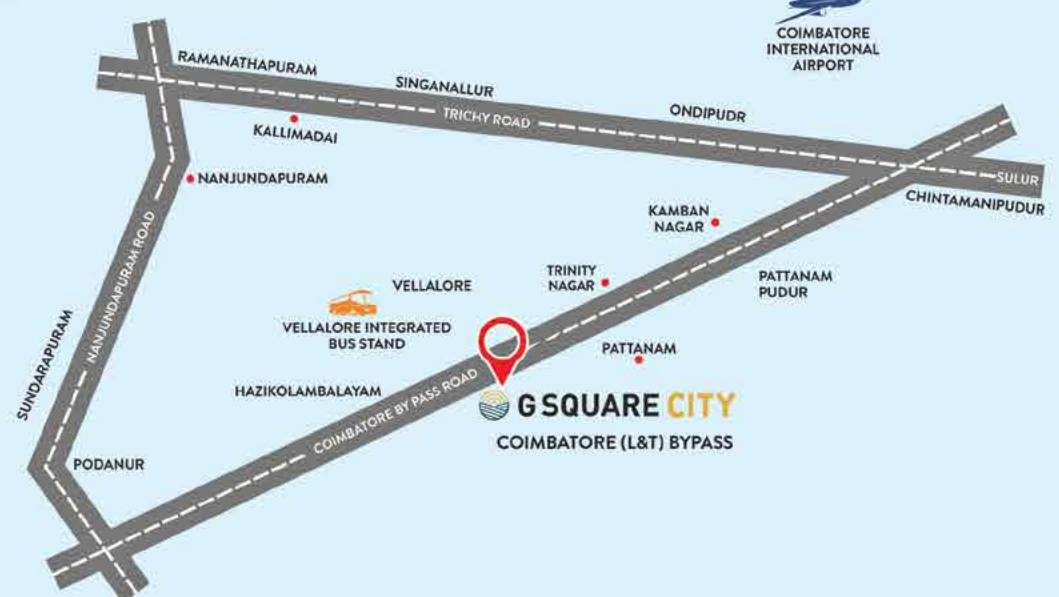 COIMBATORE
INTERNATIONAL
AIRPORT
RAMANATHAPURAM
SINGANALLUR
ONDIPUDR
TRICHY ROAD
KALLIMADAI
SULUR
NANJUNDAPURAM
CHINTAMANIPUDUR
KAMBAN
NAGAR
NANJUNDAPURAM ROAD
TRINITY
NAGAR
PATTANAM
PUDUR
VELLALORE
VELLALORE INTEGRATED
BUS STAND
SUNDARAPURAM
PATTANAM
HAZIKOLAMBALAYAM
COIMBATORE BY PASS ROAD
G SQUARE CITY
COIMBATORE (L&T) BYPASS
PODANUR